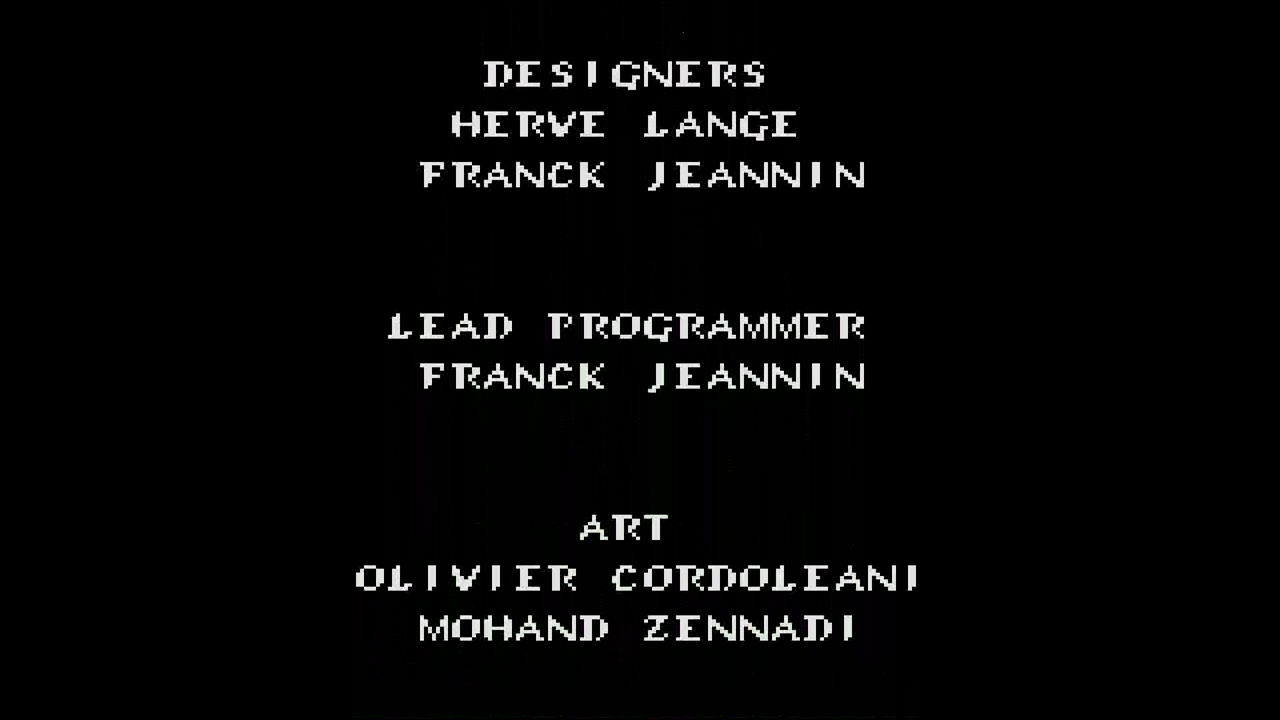 DESIGNERS
HERVE LANGE
FRANCK JEANNIN
LEAD PROGRAMMER
FRANCK JEANNIN
ART
OLIVIER CORDOLEANI
MOHAND ZENNADI